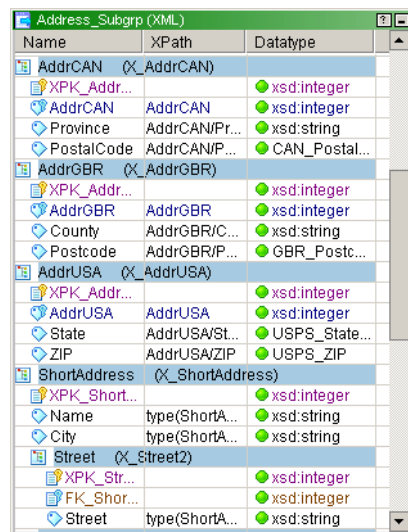 Address_Subgrp (XML)
Name XPath Datatype
AddrCAN (X_AddrCAN)
XPK_Addr... xsd:integer
AddrCAN AddrCAN xsd:integer
Province AddrCAN/Pr... xsd:string
PostalCode AddrCAN/P... CAN_Postal...
AddrGBR (X_AddrGBR)
XPK_Addr... xsd:integer
AddrGBR AddrGBR xsd:integer
County AddrGBR/C... xsd:string
Postcode AddrGBR/P... GBR_Postc...
AddrUSA (X_AddrUSA)
XPK_Addr... xsd:integer
AddrUSA AddrUSA xsd:integer
State AddrUSA/St... USPS_State...
ZIP AddrUSA/ZIP USPS_ZIP
ShortAddress (X_ShortAddress)
XPK_Short... xsd:integer
Name type(ShortA... xsd:string
City type(ShortA... xsd:string
Street (X_Street2)
XPK_Str... xsd:integer
FK_Shor... xsd:integer
Street type(ShortA... xsd:string